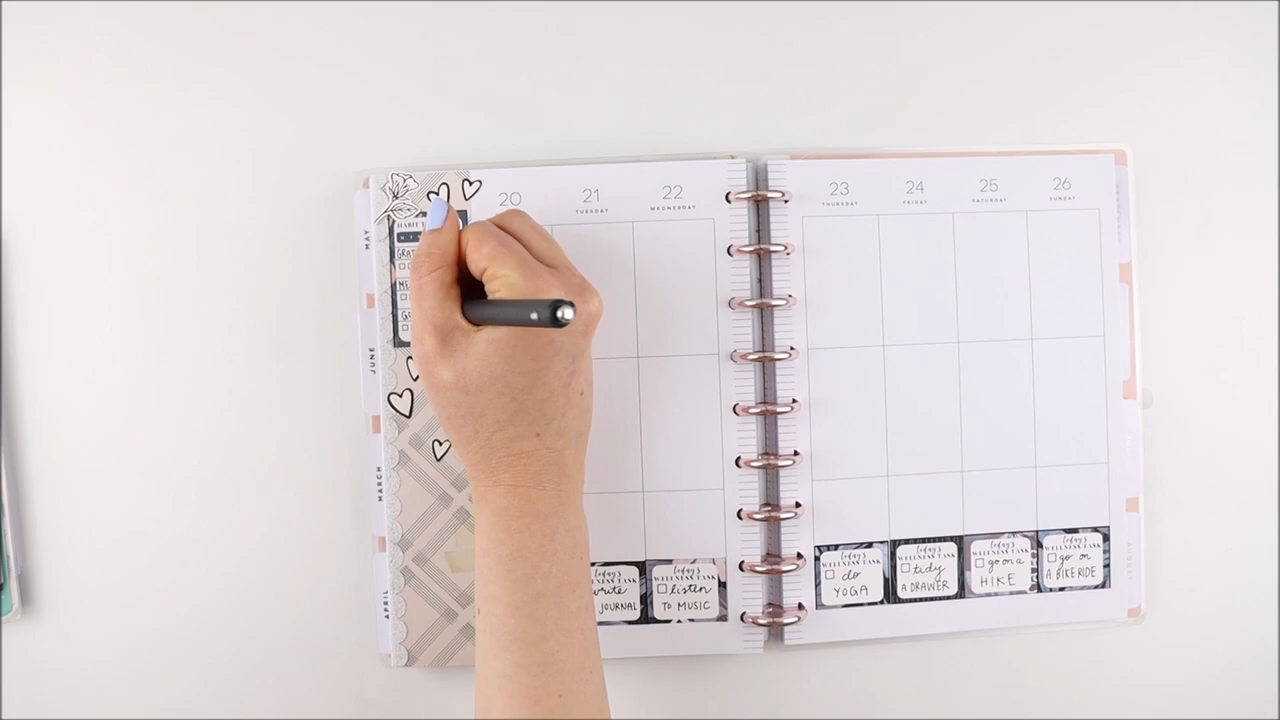 MAY
JUNE
MARCH
APRIL
20
21
TUESDAY
22
WEDNESDAY
23
THURSDAY
24
FRIDAY
25
SATURDAY
26
SUNDAY
HABIT
today's
WELLNESS TASK
write
JOURNAL
today's
WELLNESS TASK
listen
TO MUSIC
today's
WELLNESS TASK
do
YOGA
today's
WELLNESS TASK
tidy
A DRAWER
today's
WELLNESS TASK
go on a
HIKE
today's
WELLNESS TASK
go on
A BIKE RIDE
AUGUST